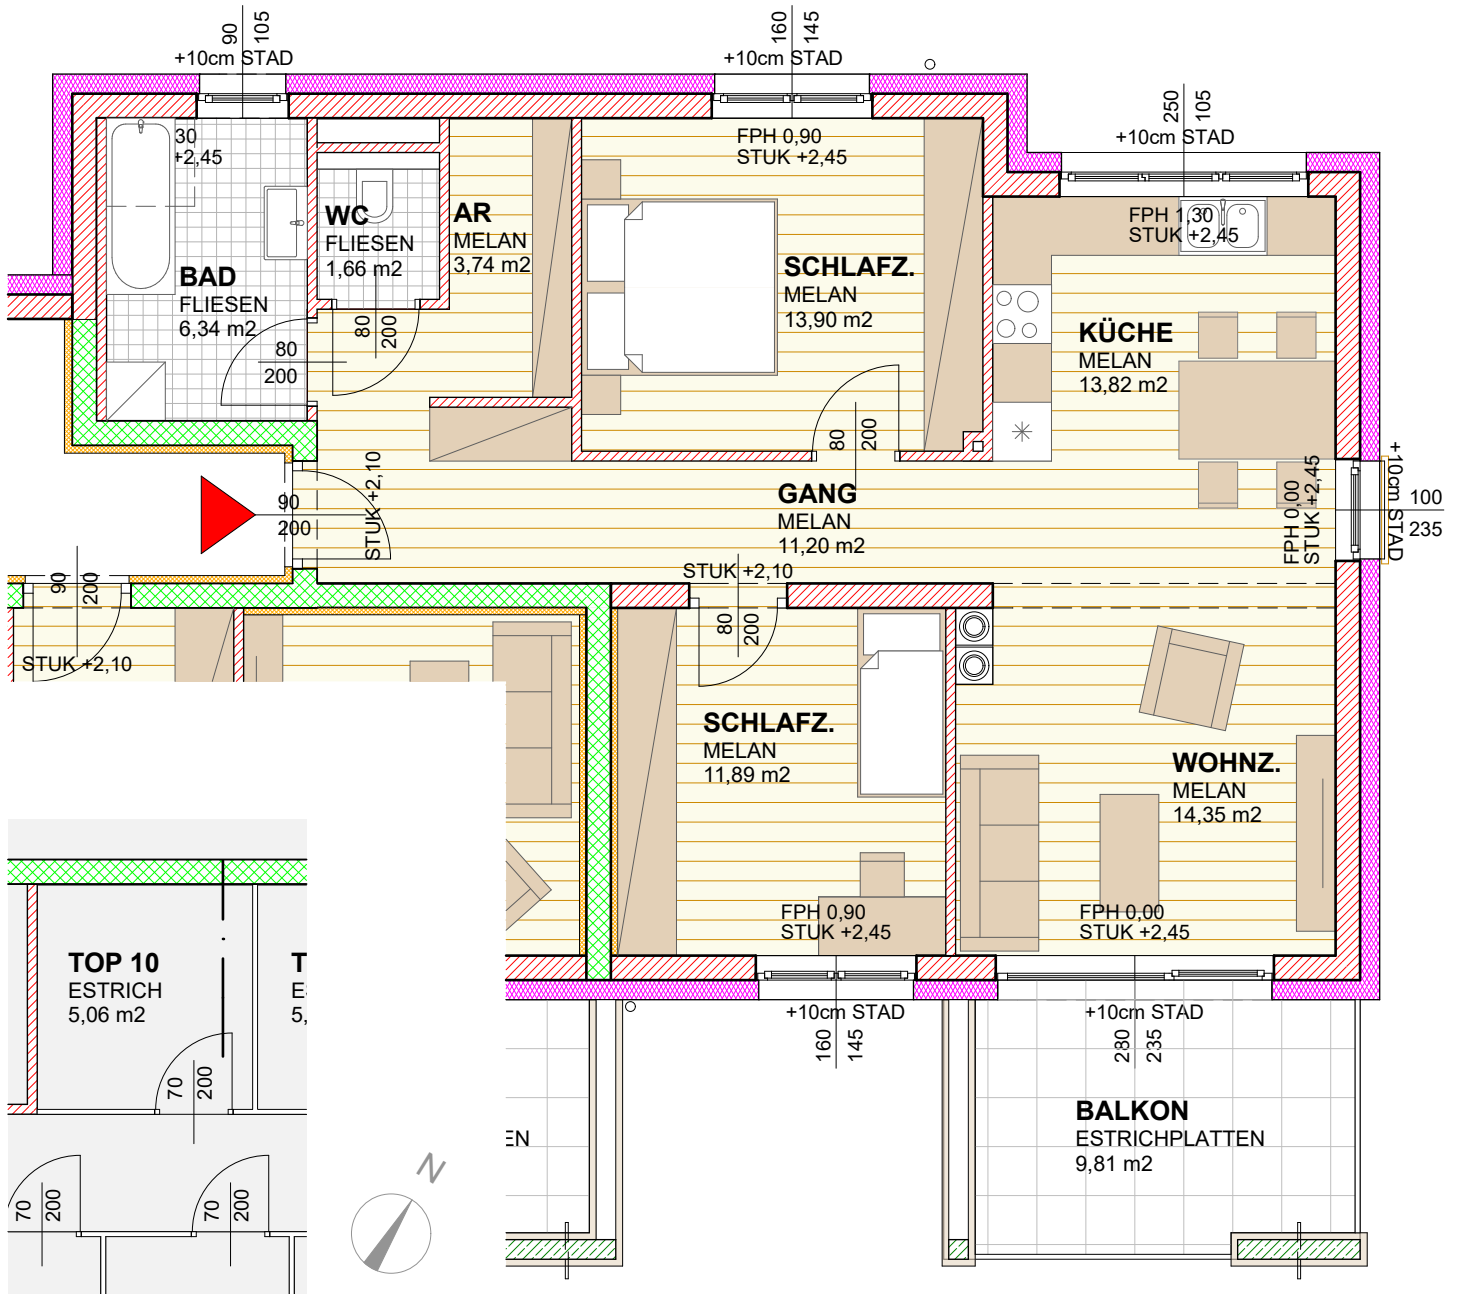 90
105
+10cm STAD
160
145
+10cm STAD
250
105
+10cm STAD
30
+2,45
FPH 0,90
STUK +2,45
FPH 1,30
STUK +2,45
WC
FLIESEN
1,66 m2
AR
MELAN
3,74 m2
BAD
FLIESEN
6,34 m2
SCHLAFZ.
MELAN
13,90 m2
KÜCHE
MELAN
13,82 m2
80
200
80
200
80
200
90
200
STUK +2,10
GANG
MELAN
11,20 m2
FPH 0,00
STUK +2,45
+10cm STAD
100
235
90
200
STUK +2,10
STUK +2,10
80
200
SCHLAFZ.
MELAN
11,89 m2
WOHNZ.
MELAN
14,35 m2
FPH 0,90
STUK +2,45
FPH 0,00
STUK +2,45
TOP 10
ESTRICH
5,06 m2
T
E
5,
+10cm STAD
160
145
+10cm STAD
280
235
70
200
BALKON
ESTRICHPLATTEN
9,81 m2
EN
N
70
200
70
200